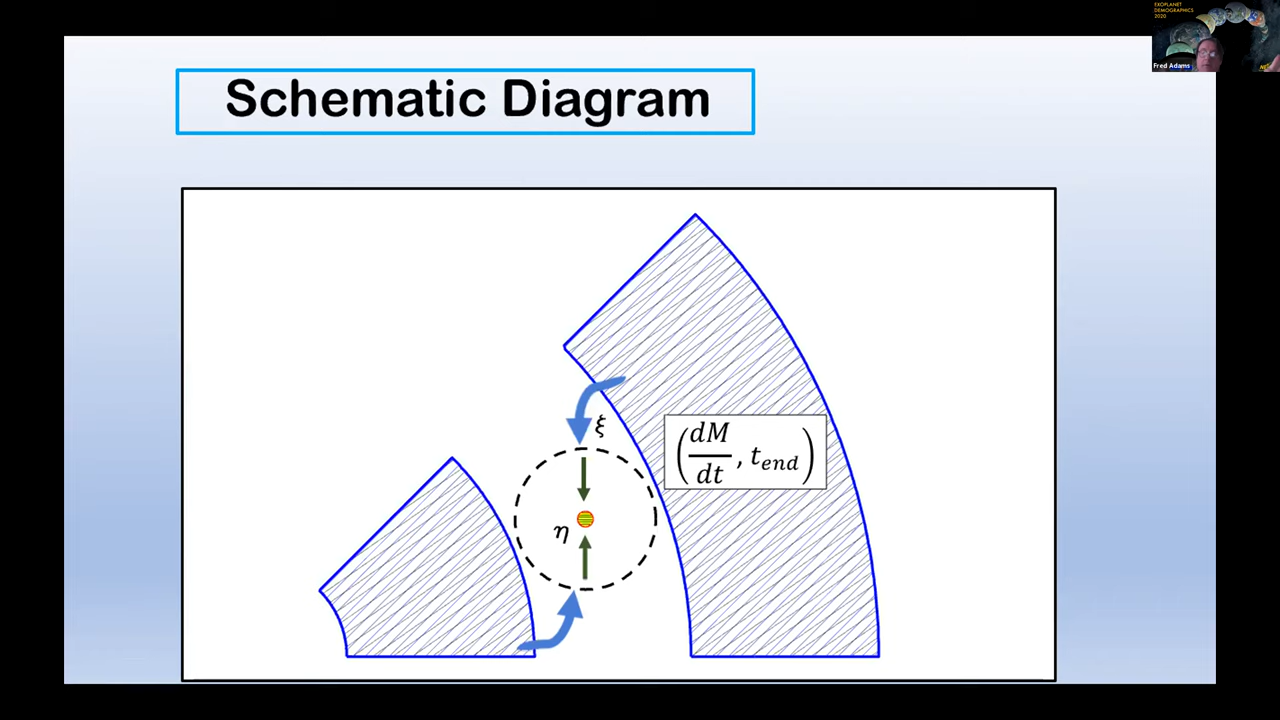 EXOPLANET
DEMOGRAPHICS
2020
Fred Adams
Schematic Diagram
ξ
(dM/dt, t_end)
η